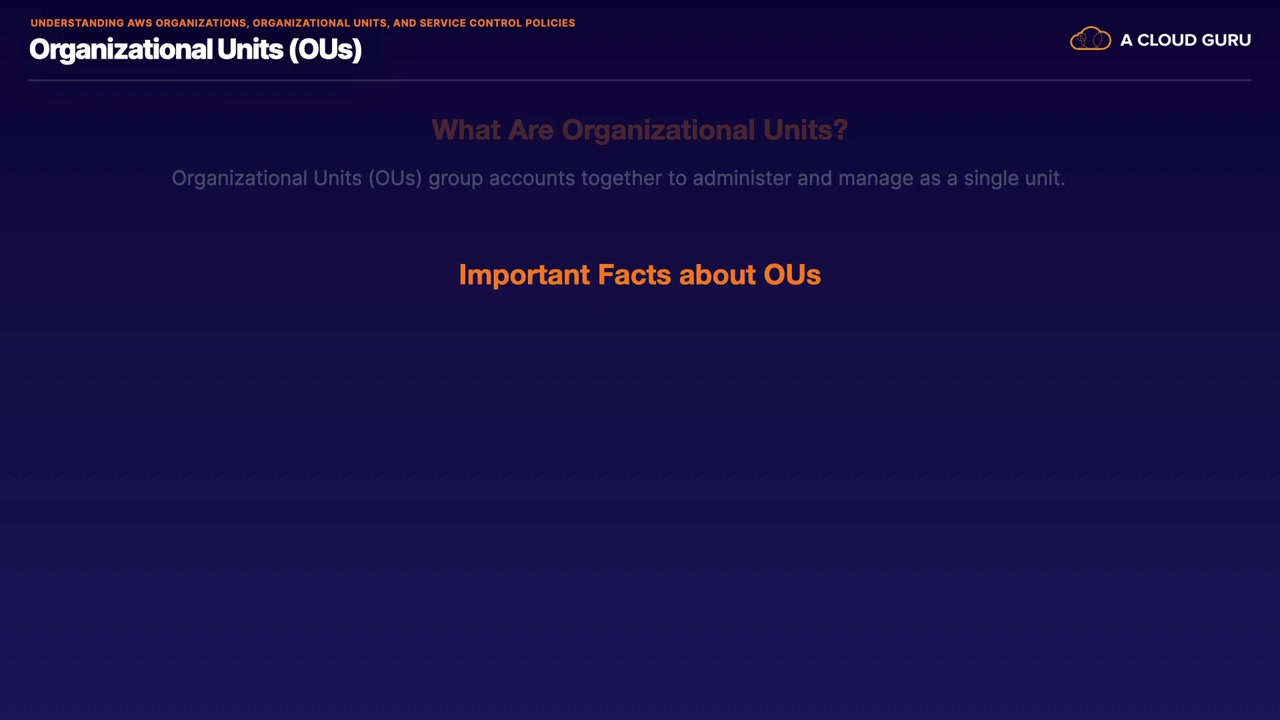 UNDERSTANDING AWS ORGANIZATIONS, ORGANIZATIONAL UNITS, AND SERVICE CONTROL POLICIES
Organizational Units (OUs)
A CLOUD GURU
What Are Organizational Units?
Organizational Units (OUs) group accounts together to administer and manage as a single unit.
Important Facts about OUs